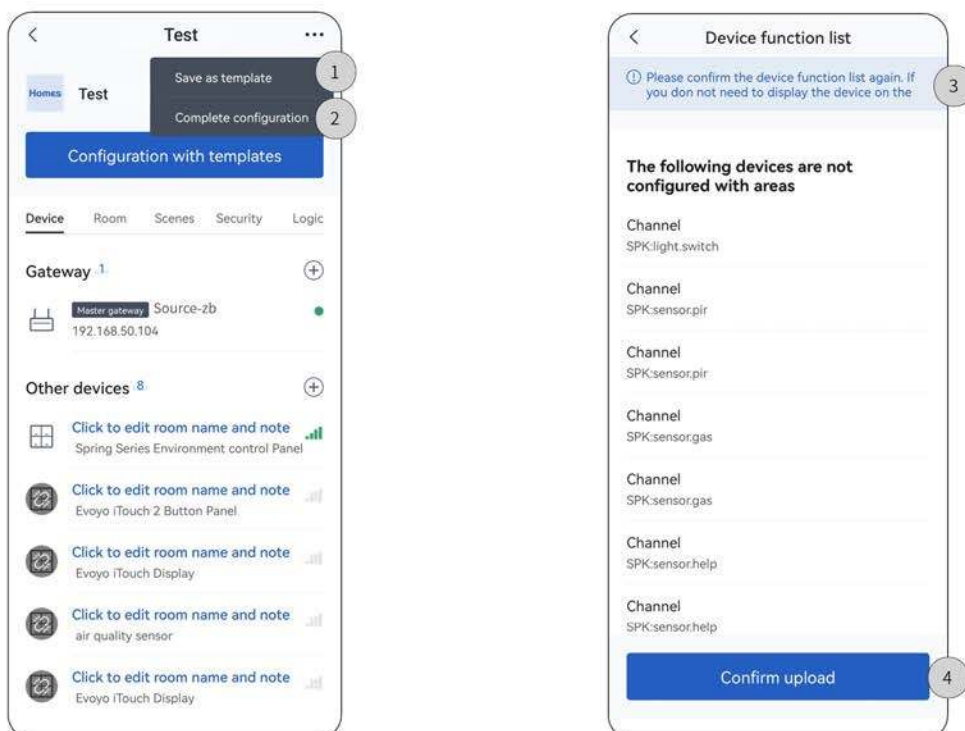 Test
Save as template
1
Homes
Test
Complete configuration
2
Configuration with templates
Device Room Scenes Security Logic
Gateway 1
Master gateway Source-zb
192.168.50.104
Other devices 8
Click to edit room name and note
Spring Series Environment control Panel
Click to edit room name and note
Evoyo iTouch 2 Button Panel
Click to edit room name and note
Evoyo iTouch Display
Click to edit room name and note
air quality sensor
Click to edit room name and note
Evoyo iTouch Display
Device function list
Please confirm the device function list again. If
you don not need to display the device on the
3
The following devices are not
configured with areas
Channel
SPK:light.switch
Channel
SPK:sensor.pir
Channel
SPK:sensor.pir
Channel
SPK:sensor.gas
Channel
SPK:sensor.gas
Channel
SPK:sensor.help
Channel
SPK:sensor.help
Confirm upload
4